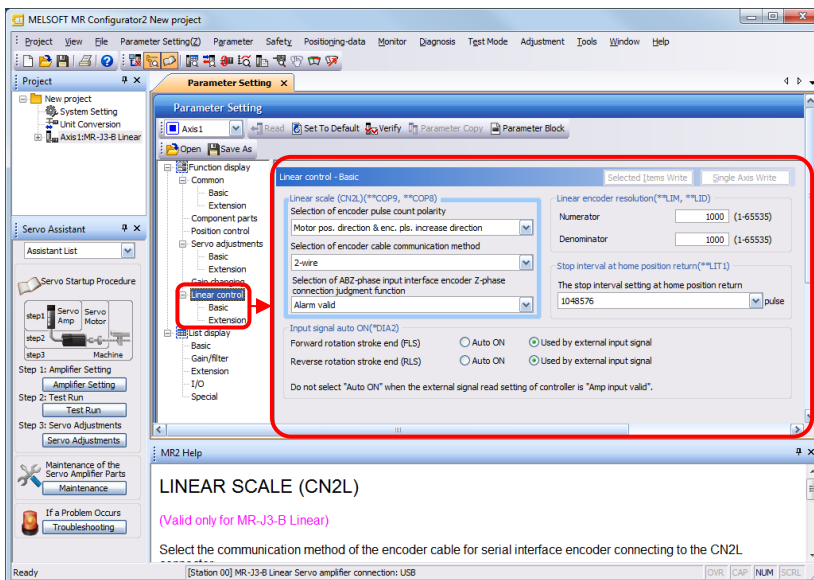 MELSOFT MR Configurator2 New project
Project View File Parameter Setting(Z) Parameter Safety Positioning-data Monitor Diagnosis Test Mode Adjustment Tools Window Help
Project
New project
System Setting
Unit Conversion
Axis1:MR-J3-B Linear
Servo Assistant
Assistant List
Servo Startup Procedure
step1
Servo Amp
Servo Motor
step2
step3
Machine
Step 1: Amplifier Setting
Amplifier Setting
Step 2: Test Run
Test Run
Step 3: Servo Adjustments
Servo Adjustments
Maintenance of the
Servo Amplifier Parts
Maintenance
If a Problem Occurs
Troubleshooting
Parameter Setting
Parameter Setting
Axis1 Read Set To Default Verify Parameter Copy Parameter Block
Open Save As
Function display
Common
Basic
Extension
Component parts
Position control
Servo adjustments
Basic
Extension
Gain changing
Linear control
Basic
Extension
List display
Basic
Gain/filter
Extension
I/O
Special
Linear control - Basic
Selected Items Write
Single Axis Write
Linear scale (CN2L)(**COP9, **COP8)
Selection of encoder pulse count polarity
Motor pos. direction & enc. pls. increase direction
Selection of encoder cable communication method
2-wire
Selection of ABZ-phase input interface encoder Z-phase
connection judgment function
Alarm valid
Linear encoder resolution(**LIM, **LID)
Numerator 1000 (1-65535)
Denominator 1000 (1-65535)
Stop interval at home position return(**LIT1)
The stop interval setting at home position return
1048576 pulse
Input signal auto ON(*DIA2)
Forward rotation stroke end (FLS) Auto ON Used by external input signal
Reverse rotation stroke end (RLS) Auto ON Used by external input signal
Do not select "Auto ON" when the external signal read setting of controller is "Amp input valid".
MR2 Help
LINEAR SCALE (CN2L)
(Valid only for MR-J3-B Linear)
Select the communication method of the encoder cable for serial interface encoder connecting to the CN2L
connector.
Ready [Station 00] MR-J3-B Linear Servo amplifier connection: USB OVR CAP NUM SCRL